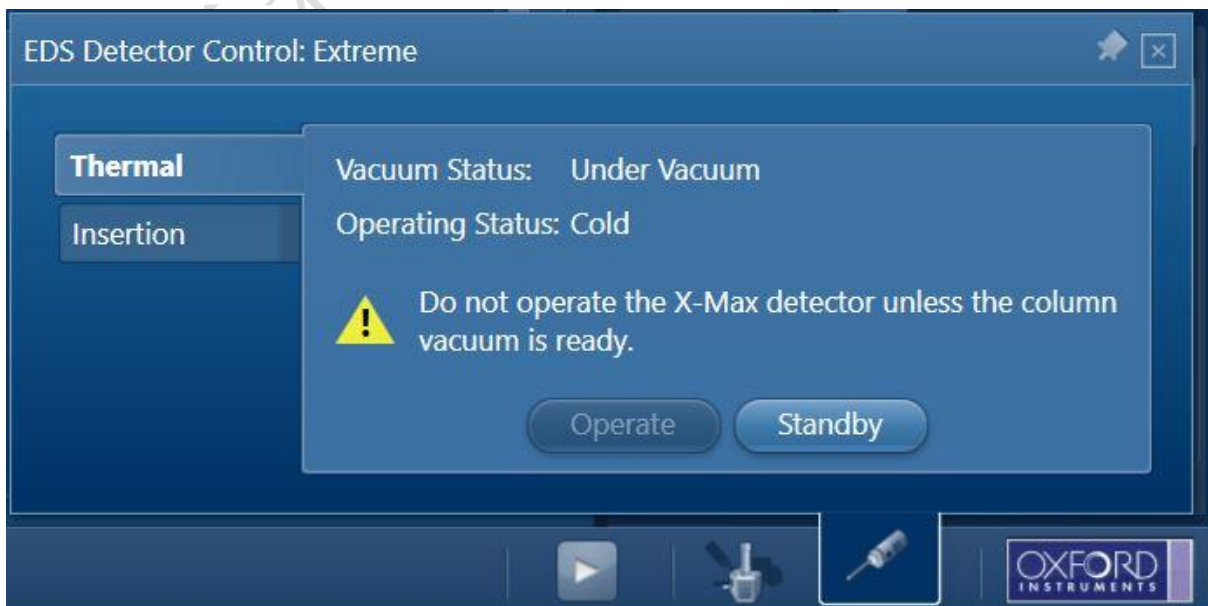 EDS Detector Control: Extreme
Thermal
Insertion
Vacuum Status: Under Vacuum
Operating Status: Cold
Do not operate the X-Max detector unless the column
vacuum is ready.
Operate
Standby
OXFORD
INSTRUMENTS